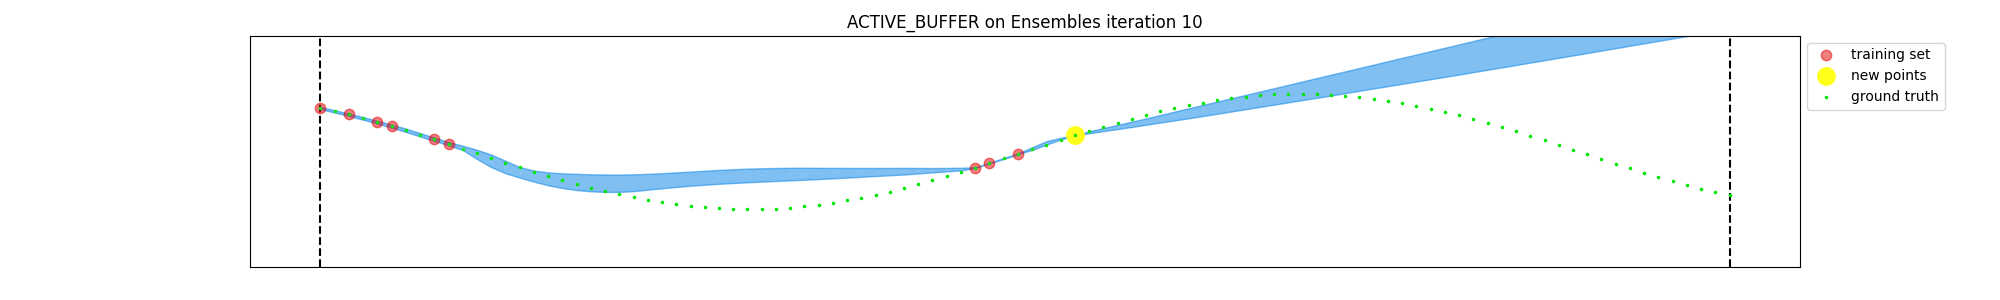 ACTIVE_BUFFER on Ensembles iteration 10
training set
new points
ground truth